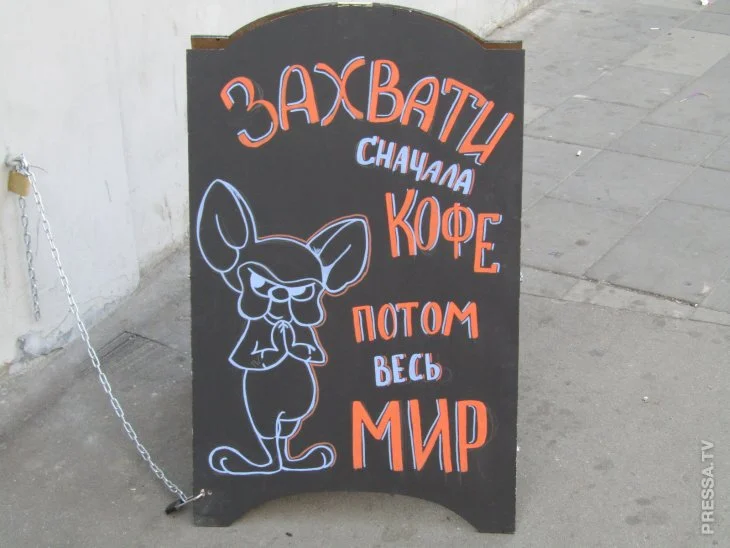 ЗАХВАТИ
СНАЧАЛА
КОФЕ
ПОТОМ
ВЕСЬ
МИР
PRESSA.TV